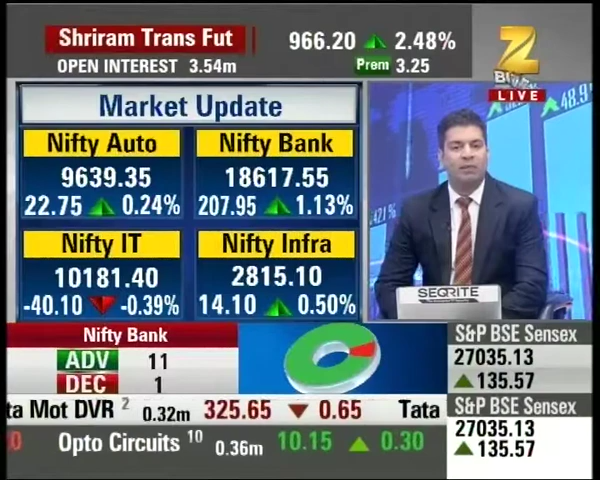 Shriram Trans Fut
966.20 ▲ 2.48%
OPEN INTEREST 3.54m
Prem 3.25
Z
LIVE
48.9
Market Update
Nifty Auto
9639.35
22.75 ▲ 0.24%
Nifty Bank
18617.55
207.95 ▲ 1.13%
Nifty IT
10181.40
-40.10 ▼ -0.39%
Nifty Infra
2815.10
14.10 ▲ 0.50%
SEQRITE
Nifty Bank
ADV 11
DEC 1
S&P BSE Sensex
27035.13
▲ 135.57
S&P BSE Sensex
27035.13
▲ 135.57
ta Mot DVR 2 0.32m 325.65 ▼ 0.65 Tata
0 Opto Circuits 10 0.36m 10.15 ▲ 0.30